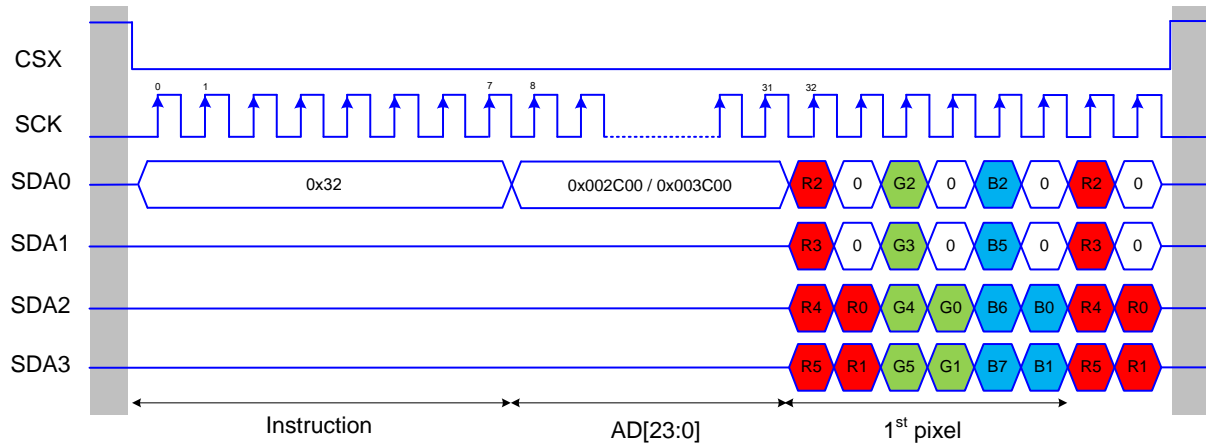 CSX
0 1 7 8 31 32
SCK
SDA0 0x32 0x002C00 / 0x003C00 R2 0 G2 0 B2 0 R2 0
SDA1 R3 0 G3 0 B5 0 R3 0
SDA2 R4 R0 G4 G0 B6 B0 R4 R0
SDA3 R5 R1 G5 G1 B7 B1 R5 R1
Instruction AD[23:0] 1st pixel